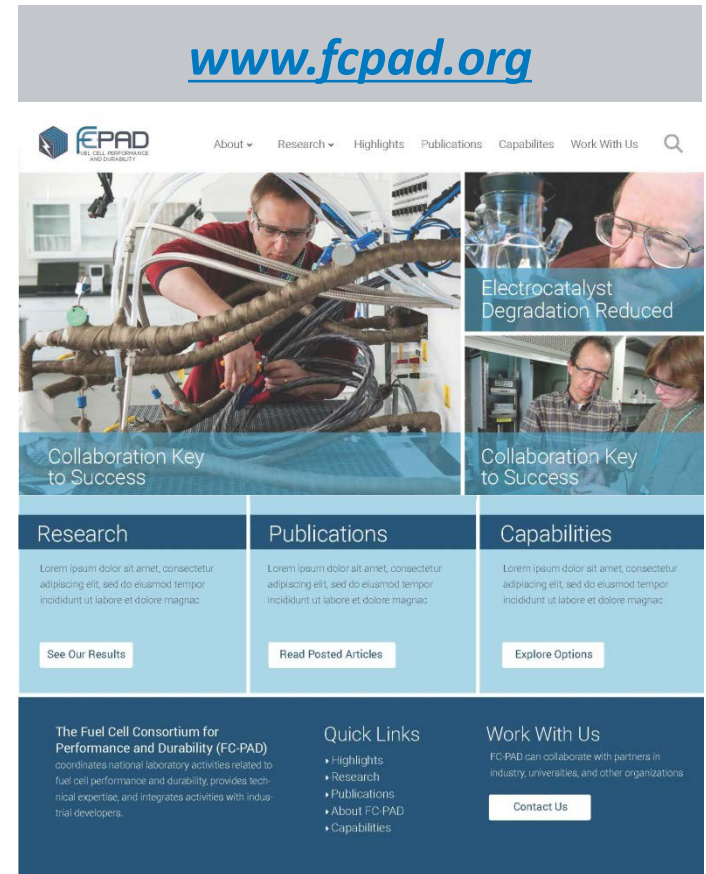 www.fcpad.org
FCPAD
FUEL CELL PERFORMANCE
AND DURABILITY
About
Research
Highlights
Publications
Capabilites
Work With Us
Electrocatalyst
Degradation Reduced
Collaboration Key
to Success
Collaboration Key
to Success
Research
Lorem ipsum dolor sit amet, consectetur
adipiscing elit, sed do eiusmod tempor
incididunt ut labore et dolore magnac
See Our Results
Publications
Lorem ipsum dolor sit amet, consectetur
adipiscing elit, sed do eiusmod tempor
incididunt ut labore et dolore magnac
Read Posted Articles
Capabilities
Lorem ipsum dolor sit amet, consectetur
adipiscing elit, sed do eiusmod tempor
incididunt ut labore et dolore magnac
Explore Options
The Fuel Cell Consortium for
Performance and Durability (FC-PAD)
coordinates national laboratory activities related to
fuel cell performance and durability, provides tech-
nical expertise, and integrates activities with indus-
trial developers.
Quick Links
Highlights
Research
Publications
About FC-PAD
Capabilities
Work With Us
FC-PAD can collaborate with partners in
industry, universities, and other organizations
Contact Us